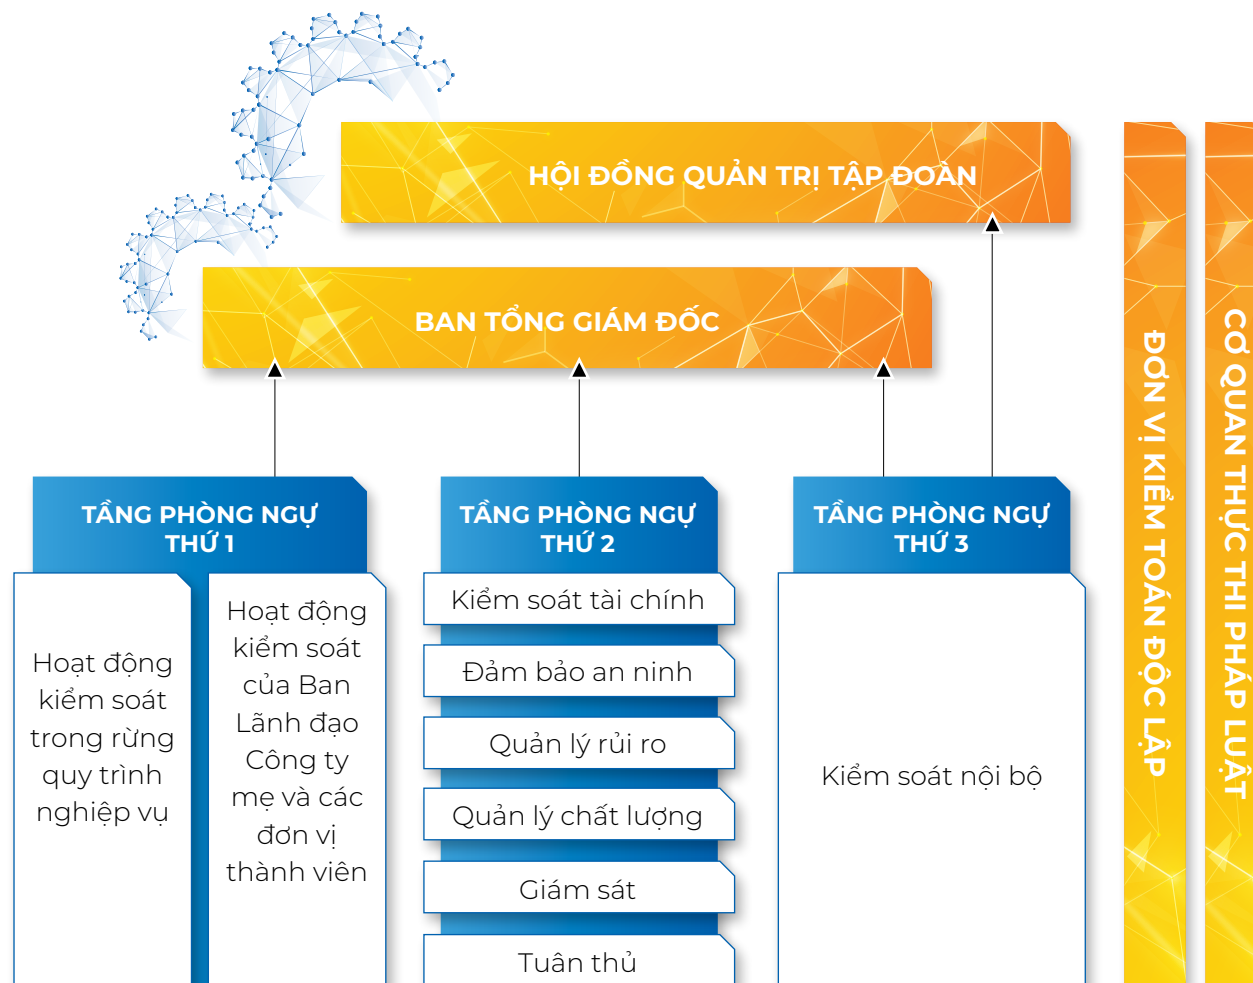 HỘI ĐỒNG QUẢN TRỊ TẬP ĐOÀN
BAN TỔNG GIÁM ĐỐC
TẦNG PHÒNG NGỰ
THỨ 1
Hoạt động
kiểm soát
trong rừng
quy trình
nghiệp vụ
Hoạt động
kiểm soát
của Ban
Lãnh đạo
Công ty
mẹ và các
đơn vị
thành viên
TẦNG PHÒNG NGỰ
THỨ 2
Kiểm soát tài chính
Đảm bảo an ninh
Quản lý rủi ro
Quản lý chất lượng
Giám sát
Tuân thủ
TẦNG PHÒNG NGỰ
THỨ 3
Kiểm soát nội bộ
ĐƠN VỊ KIỂM TOÁN ĐỘC LẬP
CƠ QUAN THỰC THI PHÁP LUẬT